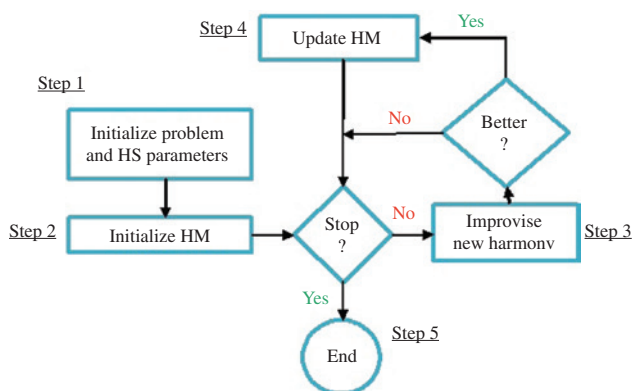 Step 4
Update HM
Yes
Step 1
Initialize problem
and HS parameters
No
Better
?
Step 2
Initialize HM
Stop
?
No
Improvise
new harmony
Step 3
Yes
Step 5
End